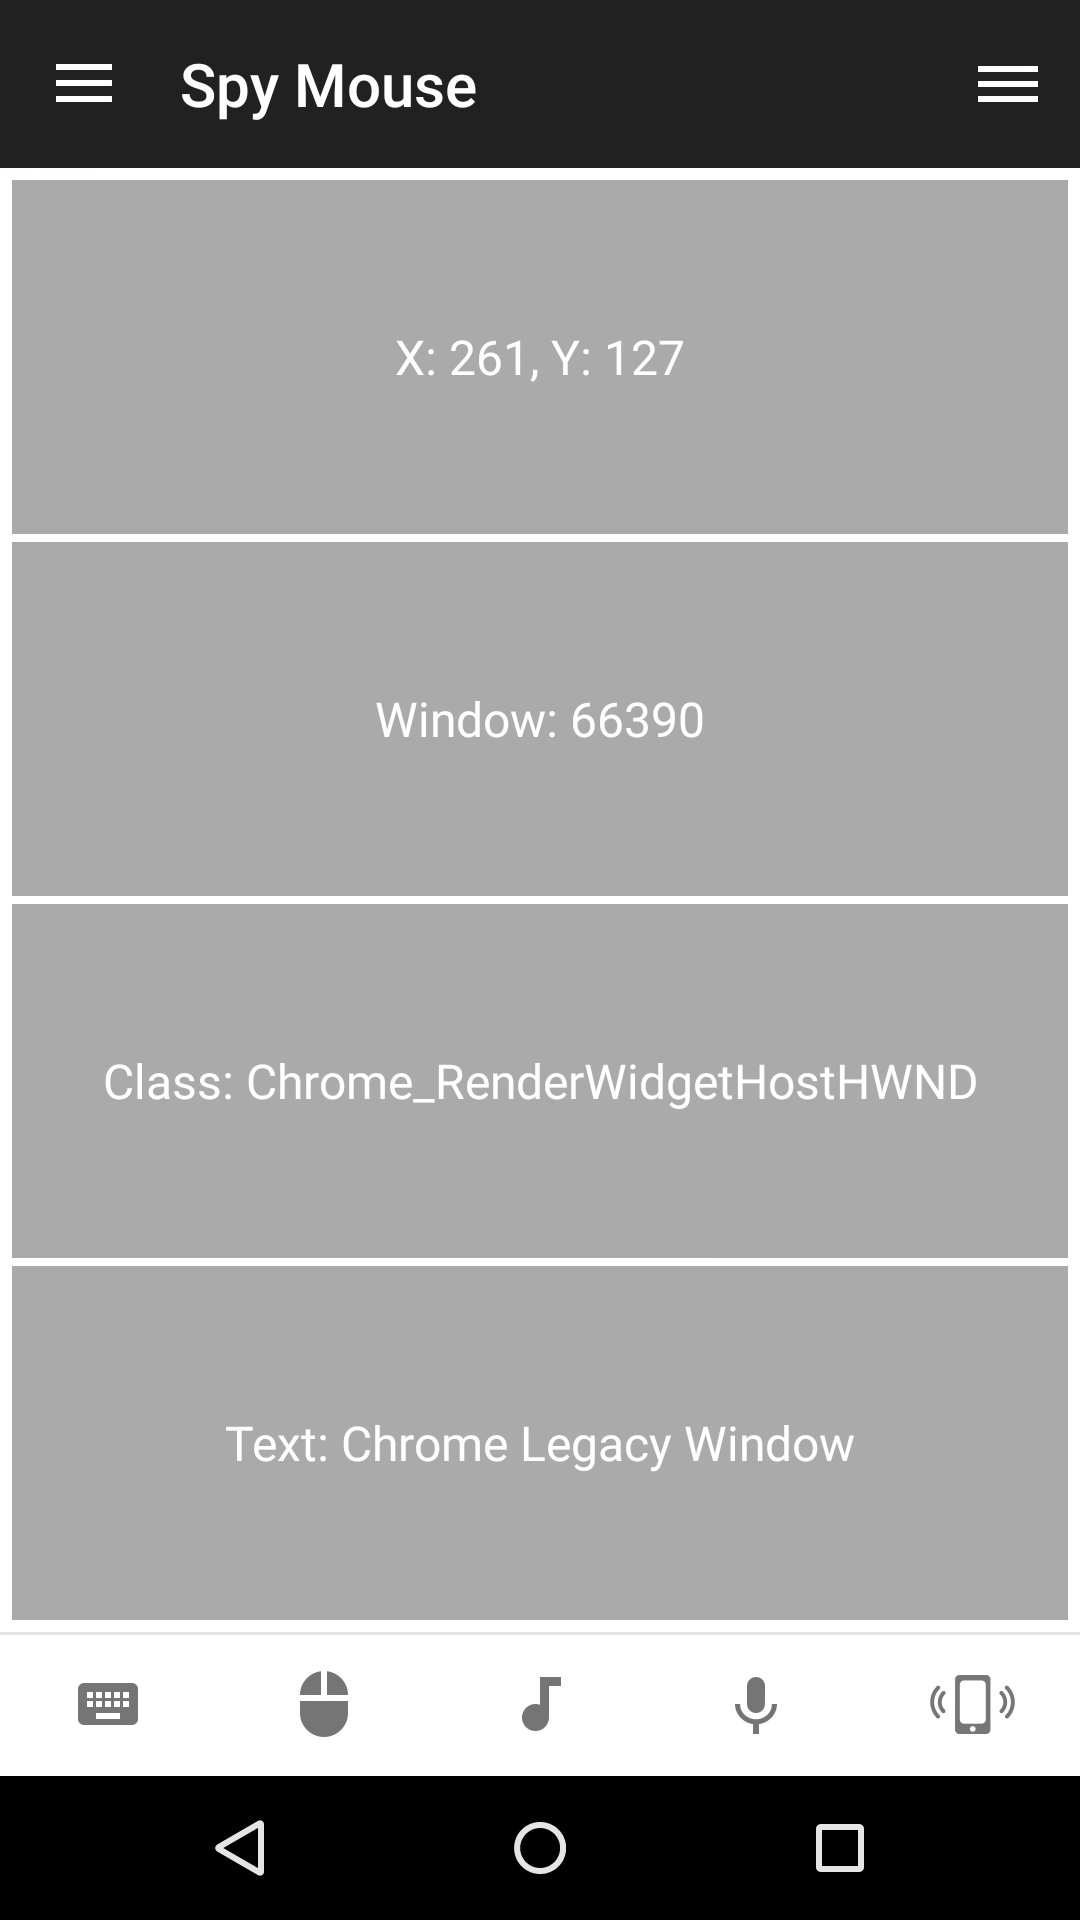 Spy Mouse
X: 261, Y: 127
Window: 66390
Class: Chrome_RenderWidgetHostHWND
Text: Chrome Legacy Window